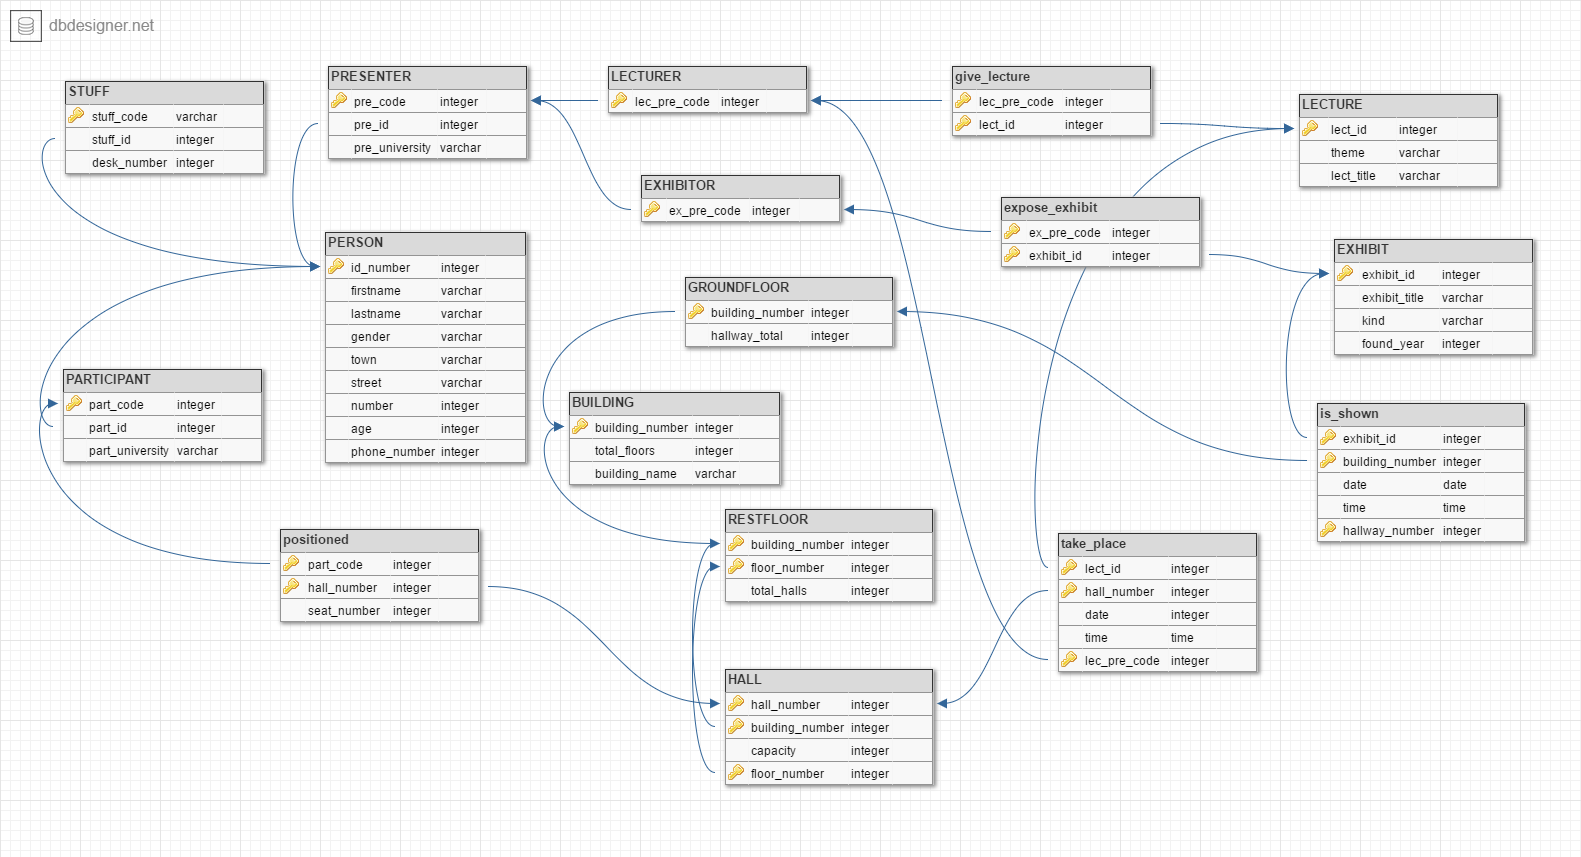 dbdesigner.net
STUFF
stuff_code varchar
stuff_id integer
desk_number integer
PRESENTER
pre_code integer
pre_id integer
pre_university varchar
LECTURER
lec_pre_code integer
give_lecture
lec_pre_code integer
lect_id integer
LECTURE
lect_id integer
theme varchar
lect_title varchar
EXHIBITOR
ex_pre_code integer
expose_exhibit
ex_pre_code integer
exhibit_id integer
PERSON
id_number integer
firstname varchar
lastname varchar
gender varchar
town varchar
street varchar
number integer
age integer
phone_number integer
EXHIBIT
exhibit_id integer
exhibit_title varchar
kind varchar
found_year integer
GROUNDFLOOR
building_number integer
hallway_total integer
PARTICIPANT
part_code integer
part_id integer
part_university varchar
BUILDING
building_number integer
total_floors integer
building_name varchar
is_shown
exhibit_id integer
building_number integer
date date
time time
hallway_number integer
RESTFLOOR
building_number integer
floor_number integer
total_halls integer
positioned
part_code integer
hall_number integer
seat_number integer
take_place
lect_id integer
hall_number integer
date integer
time time
lec_pre_code integer
HALL
hall_number integer
building_number integer
capacity integer
floor_number integer